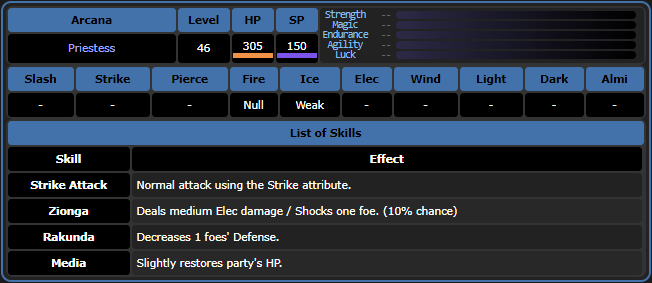 Arcana Level HP SP
Priestess 46 305 150
Strength --
Magic --
Endurance --
Agility --
Luck --
Slash Strike Pierce Fire Ice Elec Wind Light Dark Almi
- - - Null Weak - - - - -
List of Skills
Skill Effect
Strike Attack Normal attack using the Strike attribute.
Zionga Deals medium Elec damage / Shocks one foe. (10% chance)
Rakunda Decreases 1 foes' Defense.
Media Slightly restores party's HP.